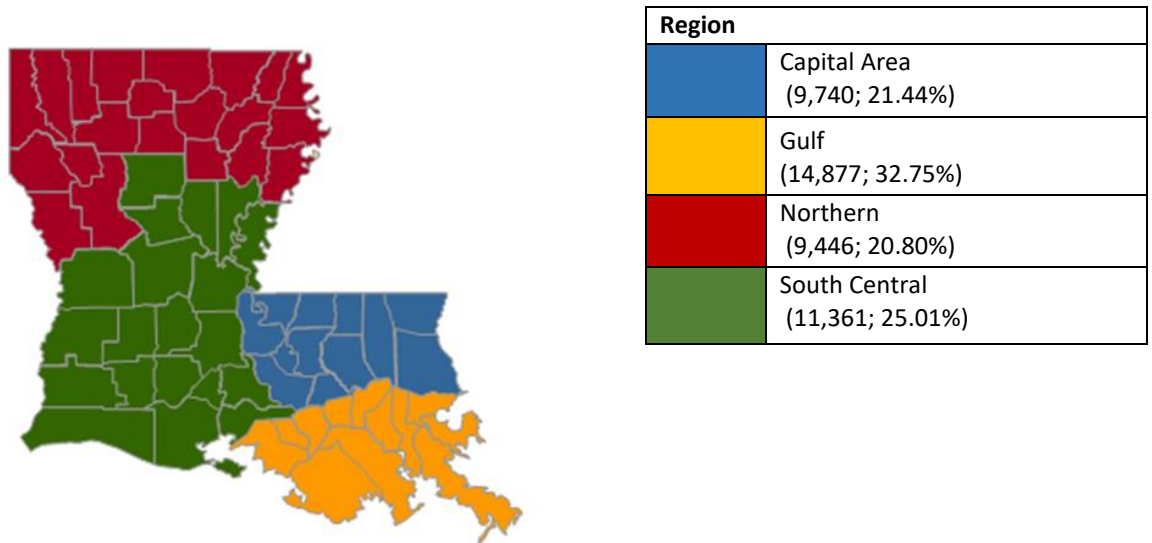 Region
Capital Area
(9,740; 21.44%)
Gulf
(14,877; 32.75%)
Northern
(9,446; 20.80%)
South Central
(11,361; 25.01%)